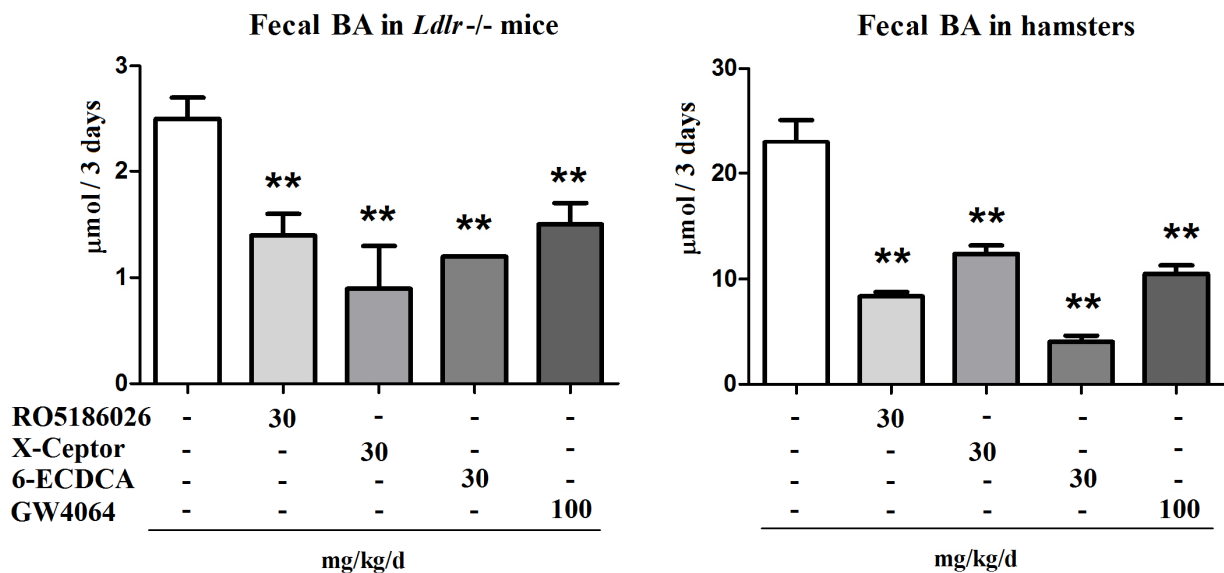 Fecal BA in Ldlr-/- mice
3
2
1
0
µmol / 3 days
**
**
**
**
RO5186026 - 30 - - -
X-Ceptor - - 30 - -
6-ECDCA - - - 30 -
GW4064 - - - - 100
mg/kg/d
Fecal BA in hamsters
30
20
10
0
µmol / 3 days
**
**
**
**
- 30 - - -
- - 30 - -
- - - 30 -
- - - - 100
mg/kg/d